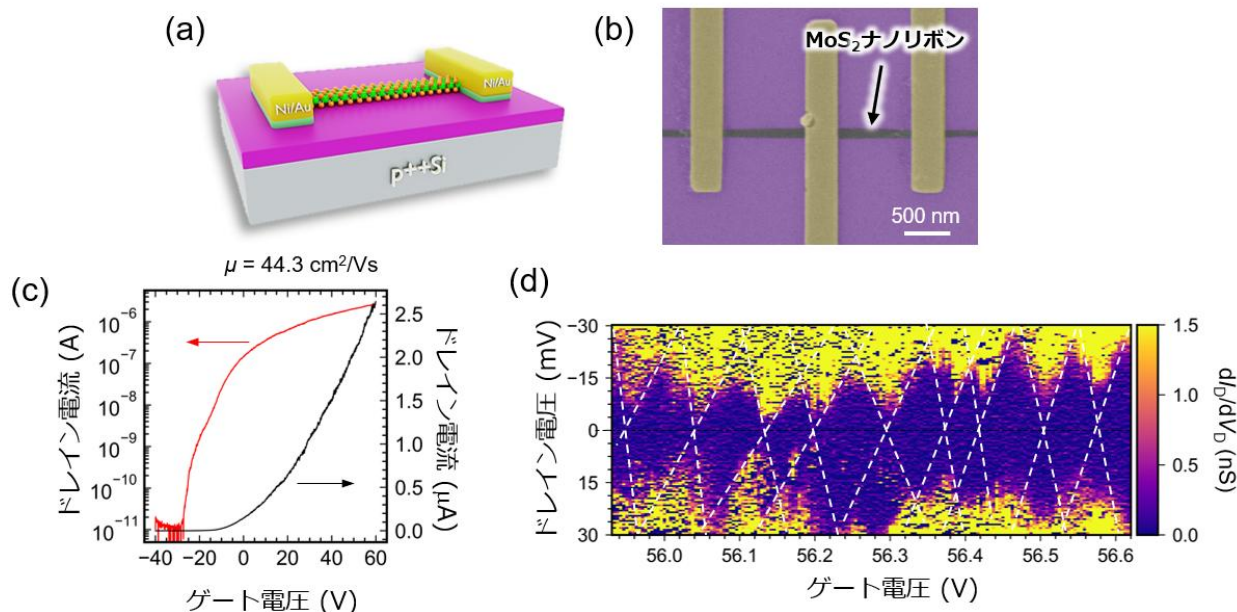 (a)
Ni/Au
Ni/Au
p++Si
(b)
MoS₂ナノリボン
500 nm
(c)
μ = 44.3 cm²/Vs
ドレイン電流 (A)
10⁻⁶
10⁻⁷
10⁻⁸
10⁻⁹
10⁻¹⁰
10⁻¹¹
−40 −20 0 20 40 60
ゲート電圧 (V)
2.5
2.0
1.5
1.0
0.5
0.0
ドレイン電流 (μA)
(d)
ドレイン電圧 (mV)
−30
−15
0
15
30
56.0 56.1 56.2 56.3 56.4 56.5 56.6
ゲート電圧 (V)
1.5
1.0
0.5
0.0
dI_D/dV_D (nS)